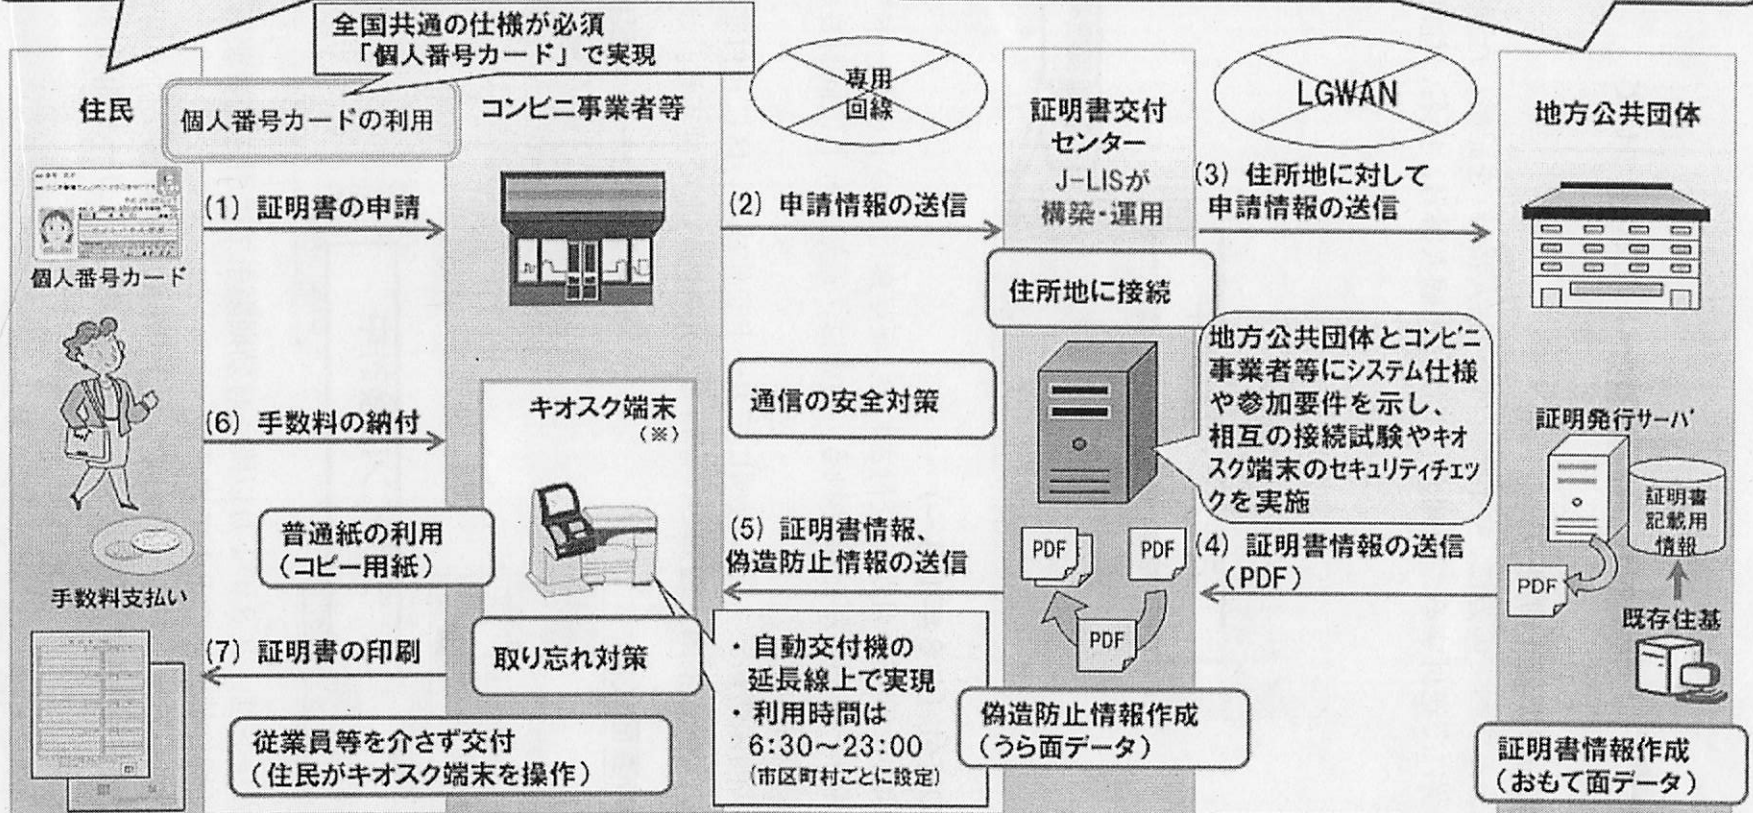 全国共通の仕様が必須
「個人番号カード」で実現
住民
個人番号カードの利用
コンビニ事業者等
専用
回線
証明書交付
センター
J-LISが
構築・運用
LGWAN
地方公共団体
個人番号カード
(1) 証明書の申請
(2) 申請情報の送信
(3) 住所地に対して
申請情報の送信
住所地に接続
地方公共団体とコンビニ
事業者等にシステム仕様
や参加要件を示し、
相互の接続試験やキオ
スク端末のセキュリティチェッ
クを実施
(6) 手数料の納付
キオスク端末
(※)
通信の安全対策
証明発行サーバ
証明書
記載用
情報
普通紙の利用
(コピー用紙)
(5) 証明書情報、
偽造防止情報の送信
PDF
PDF
PDF
(4) 証明書情報の送信
(PDF)
PDF
既存住基
手数料支払い
(7) 証明書の印刷
取り忘れ対策
・自動交付機の
延長線上で実現
・利用時間は
6:30~23:00
(市区町村ごとに設定)
従業員等を介さず交付
(住民がキオスク端末を操作)
偽造防止情報作成
(うら面データ)
証明書情報作成
(おもて面データ)